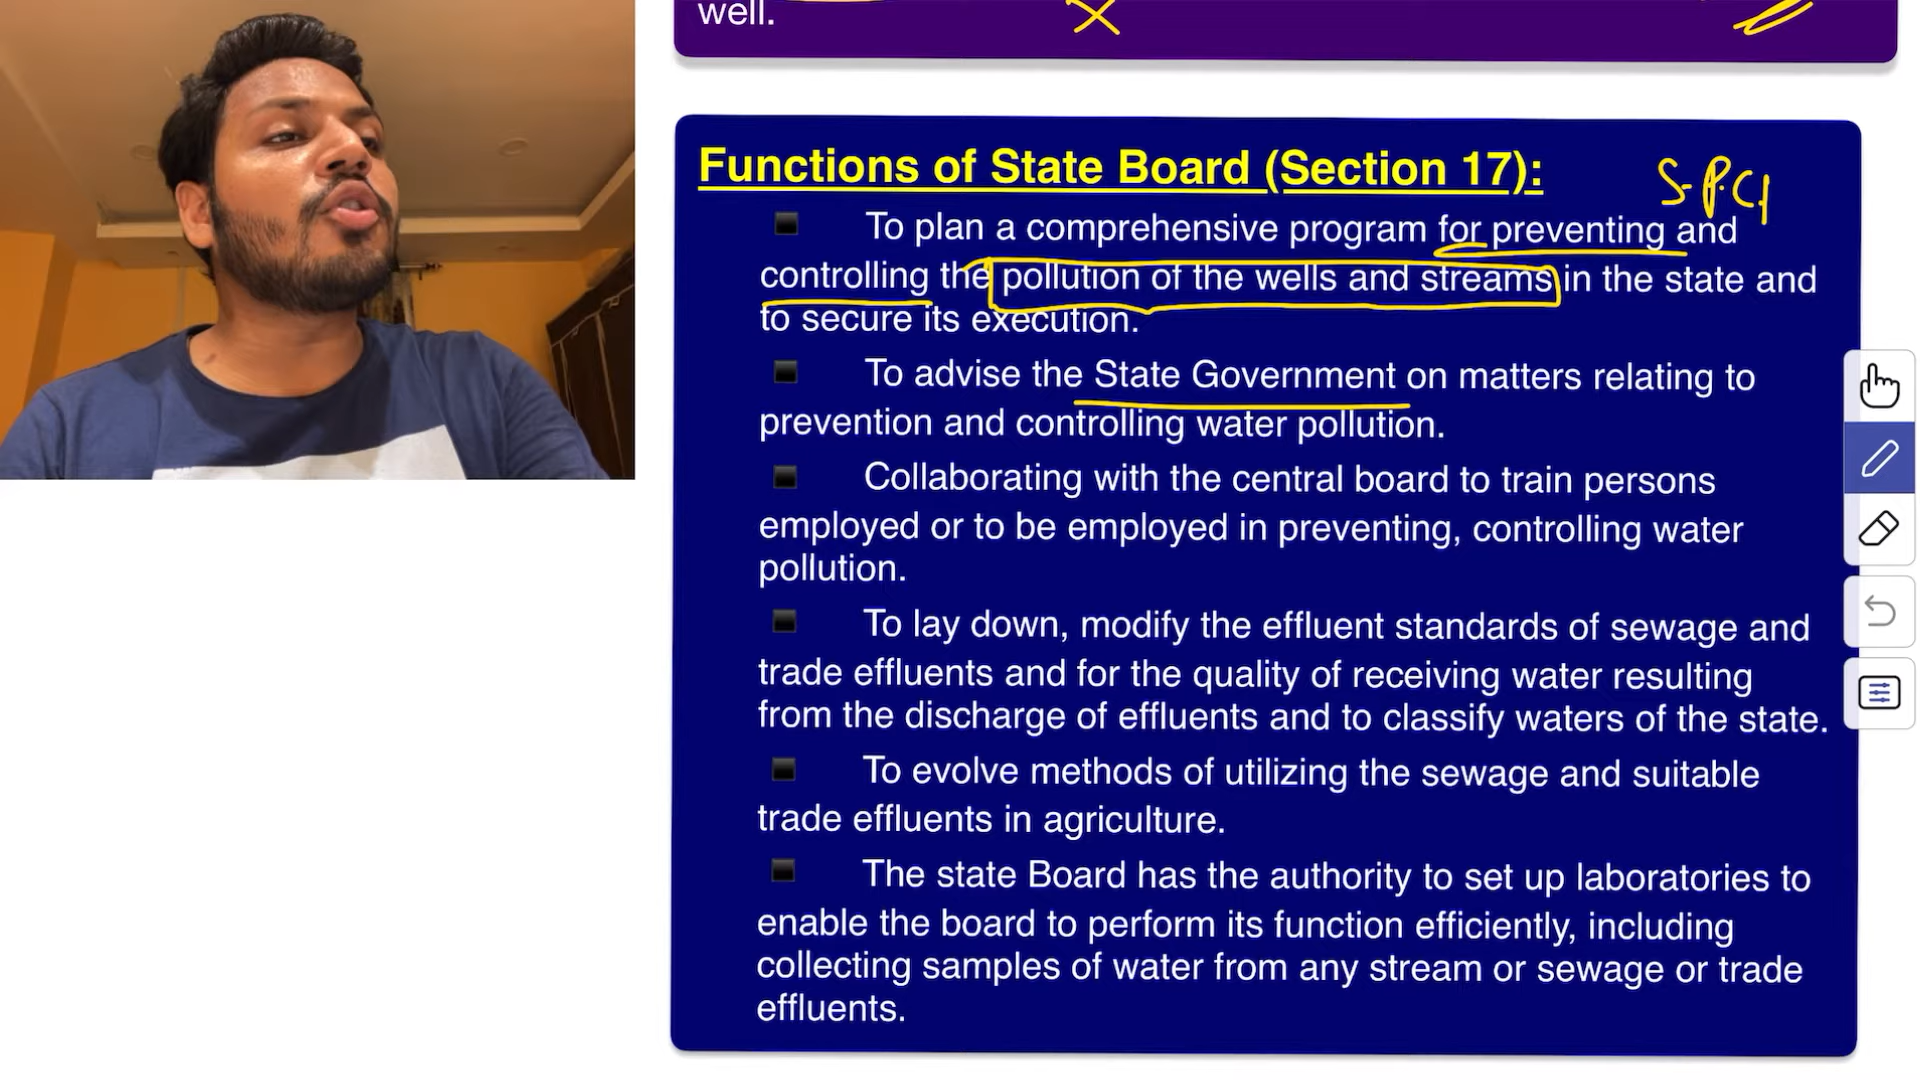 well.
Functions of State Board (Section 17):
To plan a comprehensive program for preventing and
controlling the pollution of the wells and streams in the state and
to secure its execution.
To advise the State Government on matters relating to
prevention and controlling water pollution.
Collaborating with the central board to train persons
employed or to be employed in preventing, controlling water
pollution.
To lay down, modify the effluent standards of sewage and
trade effluents and for the quality of receiving water resulting
from the discharge of effluents and to classify waters of the state.
To evolve methods of utilizing the sewage and suitable
trade effluents in agriculture.
The state Board has the authority to set up laboratories to
enable the board to perform its function efficiently, including
collecting samples of water from any stream or sewage or trade
effluents.